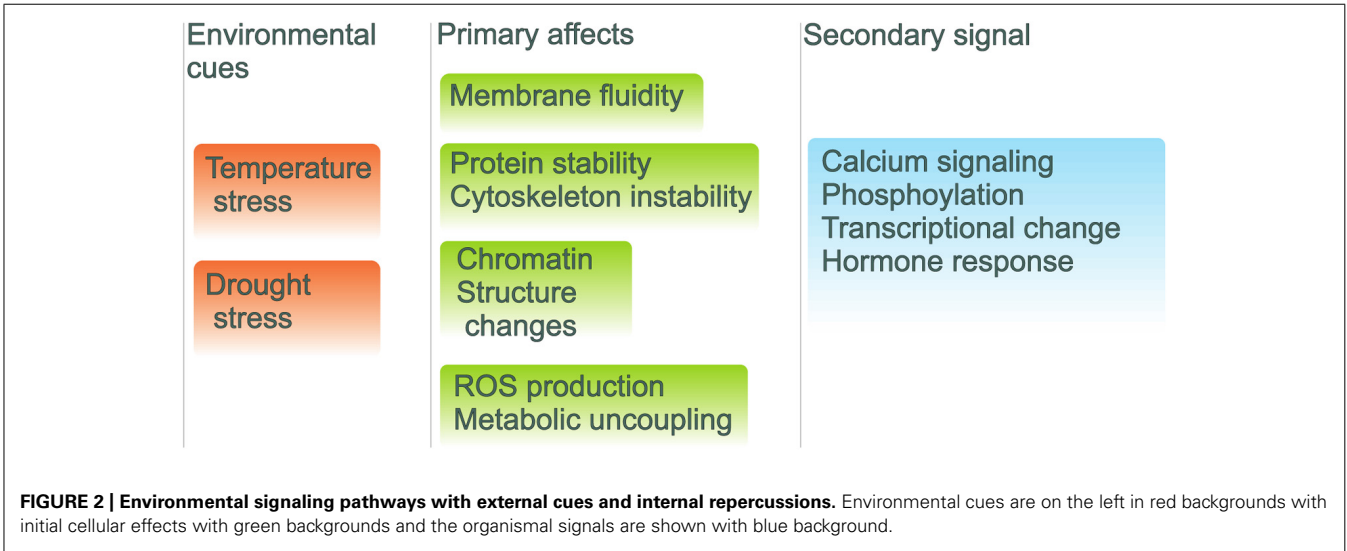 Environmental
cues
Temperature
stress
Drought
stress
Primary affects
Membrane fluidity
Protein stability
Cytoskeleton instability
Chromatin
Structure
changes
ROS production
Metabolic uncoupling
Secondary signal
Calcium signaling
Phosphoylation
Transcriptional change
Hormone response
FIGURE 2 | Environmental signaling pathways with external cues and internal repercussions. Environmental cues are on the left in red backgrounds with
initial cellular effects with green backgrounds and the organismal signals are shown with blue background.